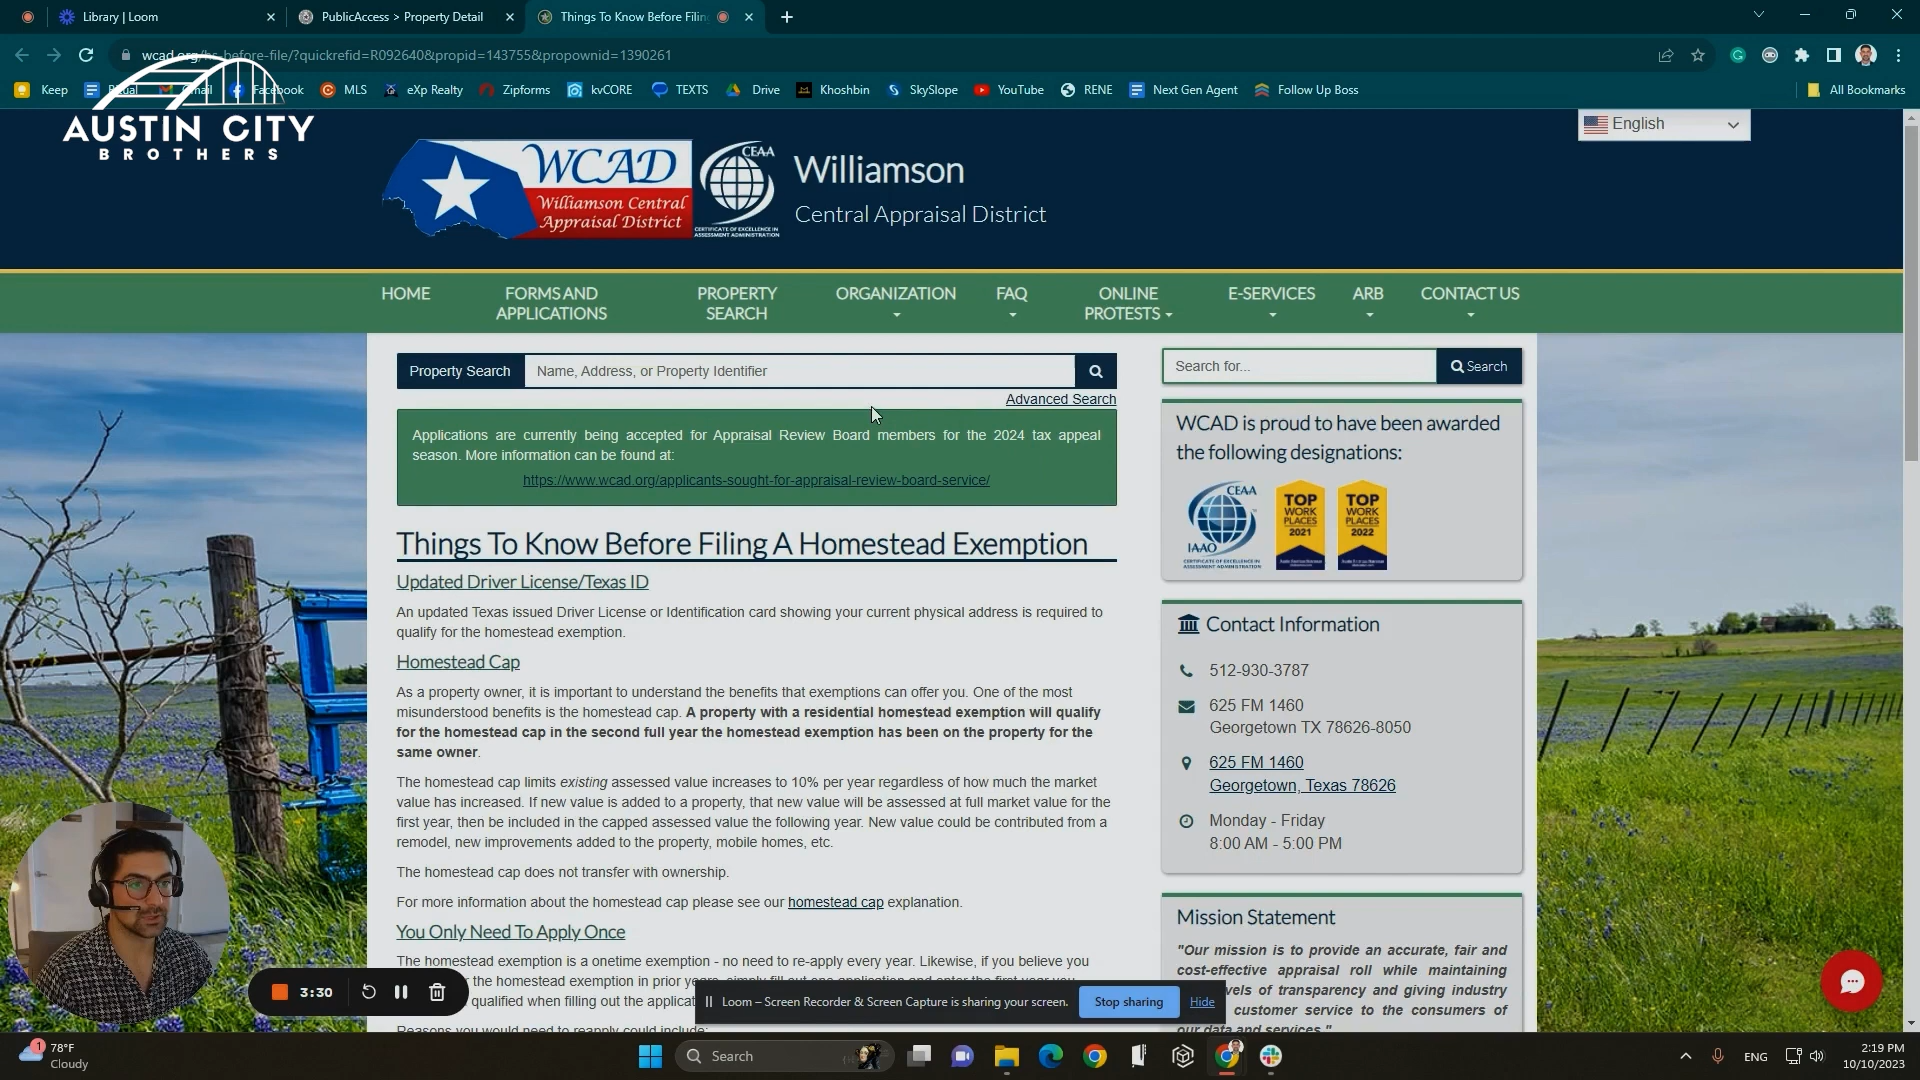 Library | Loom
PublicAccess > Property Detail
Things To Know Before Filin
wcad.org/hs-before-file/?quickrefid=R092640&propid=143755&propownid=1390261
Keep
Gmail
Facebook
MLS
eXp Realty
Zipforms
kvCORE
TEXTS
Drive
Khoshbin
SkySlope
YouTube
RENE
Next Gen Agent
Follow Up Boss
All Bookmarks
AUSTIN CITY
BROTHERS
WCAD
Williamson Central
Appraisal District
CEAA
CERTIFICATE OF EXCELLENCE IN
ASSESSMENT ADMINISTRATION
Williamson
Central Appraisal District
English
HOME
FORMS AND
APPLICATIONS
PROPERTY
SEARCH
ORGANIZATION
FAQ
ONLINE
PROTESTS
E-SERVICES
ARB
CONTACT US
Property Search
Name, Address, or Property Identifier
Advanced Search
Applications are currently being accepted for Appraisal Review Board members for the 2024 tax appeal
season. More information can be found at:
https://www.wcad.org/applicants-sought-for-appraisal-review-board-service/
Things To Know Before Filing A Homestead Exemption
Updated Driver License/Texas ID
An updated Texas issued Driver License or Identification card showing your current physical address is required to
qualify for the homestead exemption.
Homestead Cap
As a property owner, it is important to understand the benefits that exemptions can offer you. One of the most
misunderstood benefits is the homestead cap. A property with a residential homestead exemption will qualify
for the homestead cap in the second full year the homestead exemption has been on the property for the
same owner.
The homestead cap limits existing assessed value increases to 10% per year regardless of how much the market
value has increased. If new value is added to a property, that new value will be assessed at full market value for the
first year, then be included in the capped assessed value the following year. New value could be contributed from a
remodel, new improvements added to the property, mobile homes, etc.
The homestead cap does not transfer with ownership.
For more information about the homestead cap please see our homestead cap explanation.
You Only Need To Apply Once
The homestead exemption is a onetime exemption - no need to re-apply every year. Likewise, if you believe you
the homestead exemption in prior years, simply fill out one application and enter the first year you
qualified when filling out the applicat
Reasons you would need to reapply could include:
Search for...
Search
WCAD is proud to have been awarded
the following designations:
CEAA
IAAO
CERTIFICATE OF EXCELLENCE IN
ASSESSMENT ADMINISTRATION
TOP
WORK
PLACES
2021
TOP
WORK
PLACES
2022
Contact Information
512-930-3787
625 FM 1460
Georgetown TX 78626-8050
625 FM 1460
Georgetown, Texas 78626
Monday - Friday
8:00 AM - 5:00 PM
Mission Statement
"Our mission is to provide an accurate, fair and
cost-effective appraisal roll while maintaining
vels of transparency and giving industry
customer service to the consumers of
our data and services."
3:30
Loom – Screen Recorder & Screen Capture is sharing your screen.
Stop sharing
Hide
1
78°F
Cloudy
Search
ENG
2:19 PM
10/10/2023